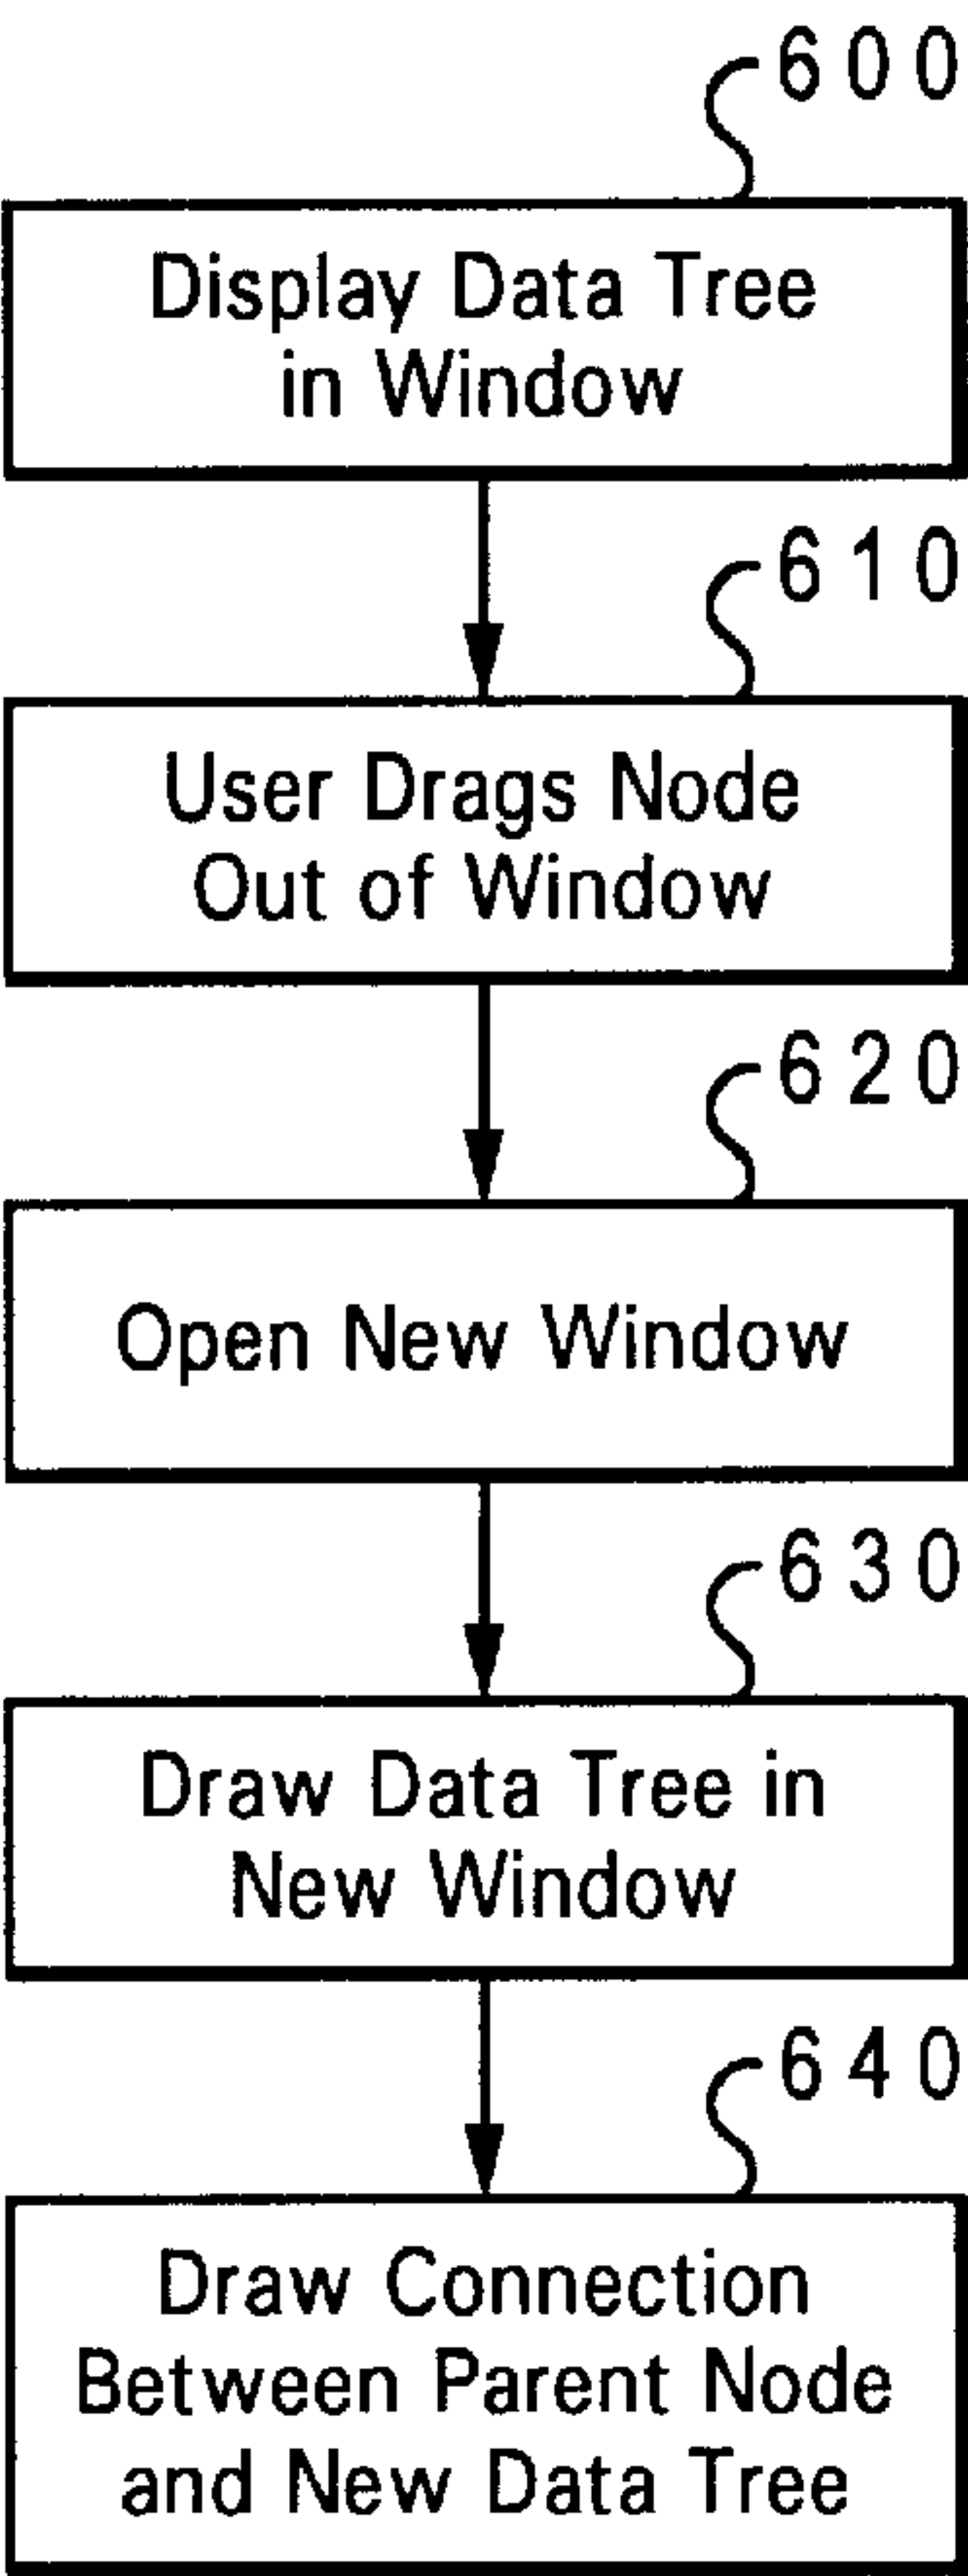 600
Display Data Tree
in Window
610
User Drags Node
Out of Window
620
Open New Window
630
Draw Data Tree in
New Window
640
Draw Connection
Between Parent Node
and New Data Tree